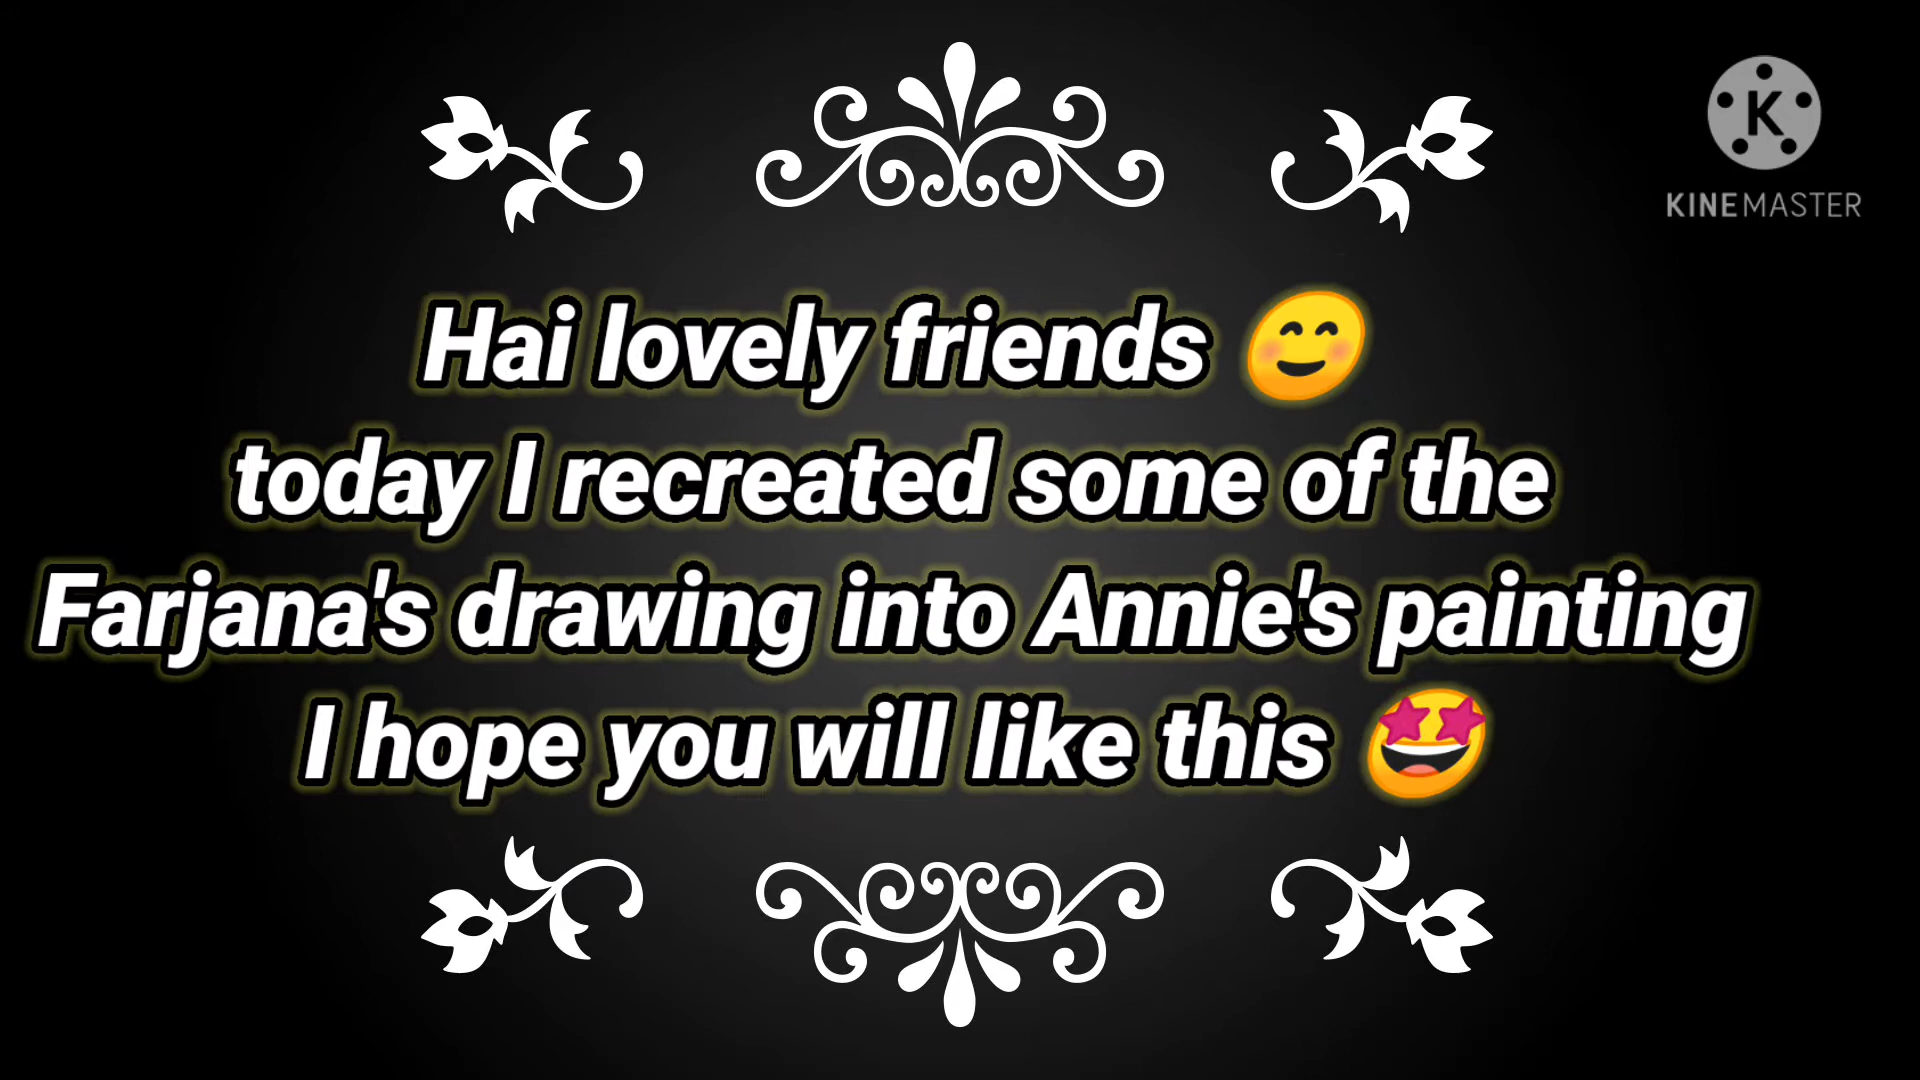 K
KINEMASTER
Hai lovely friends 😊
today I recreated some of the
Farjana's drawing into Annie's painting
I hope you will like this 🤩